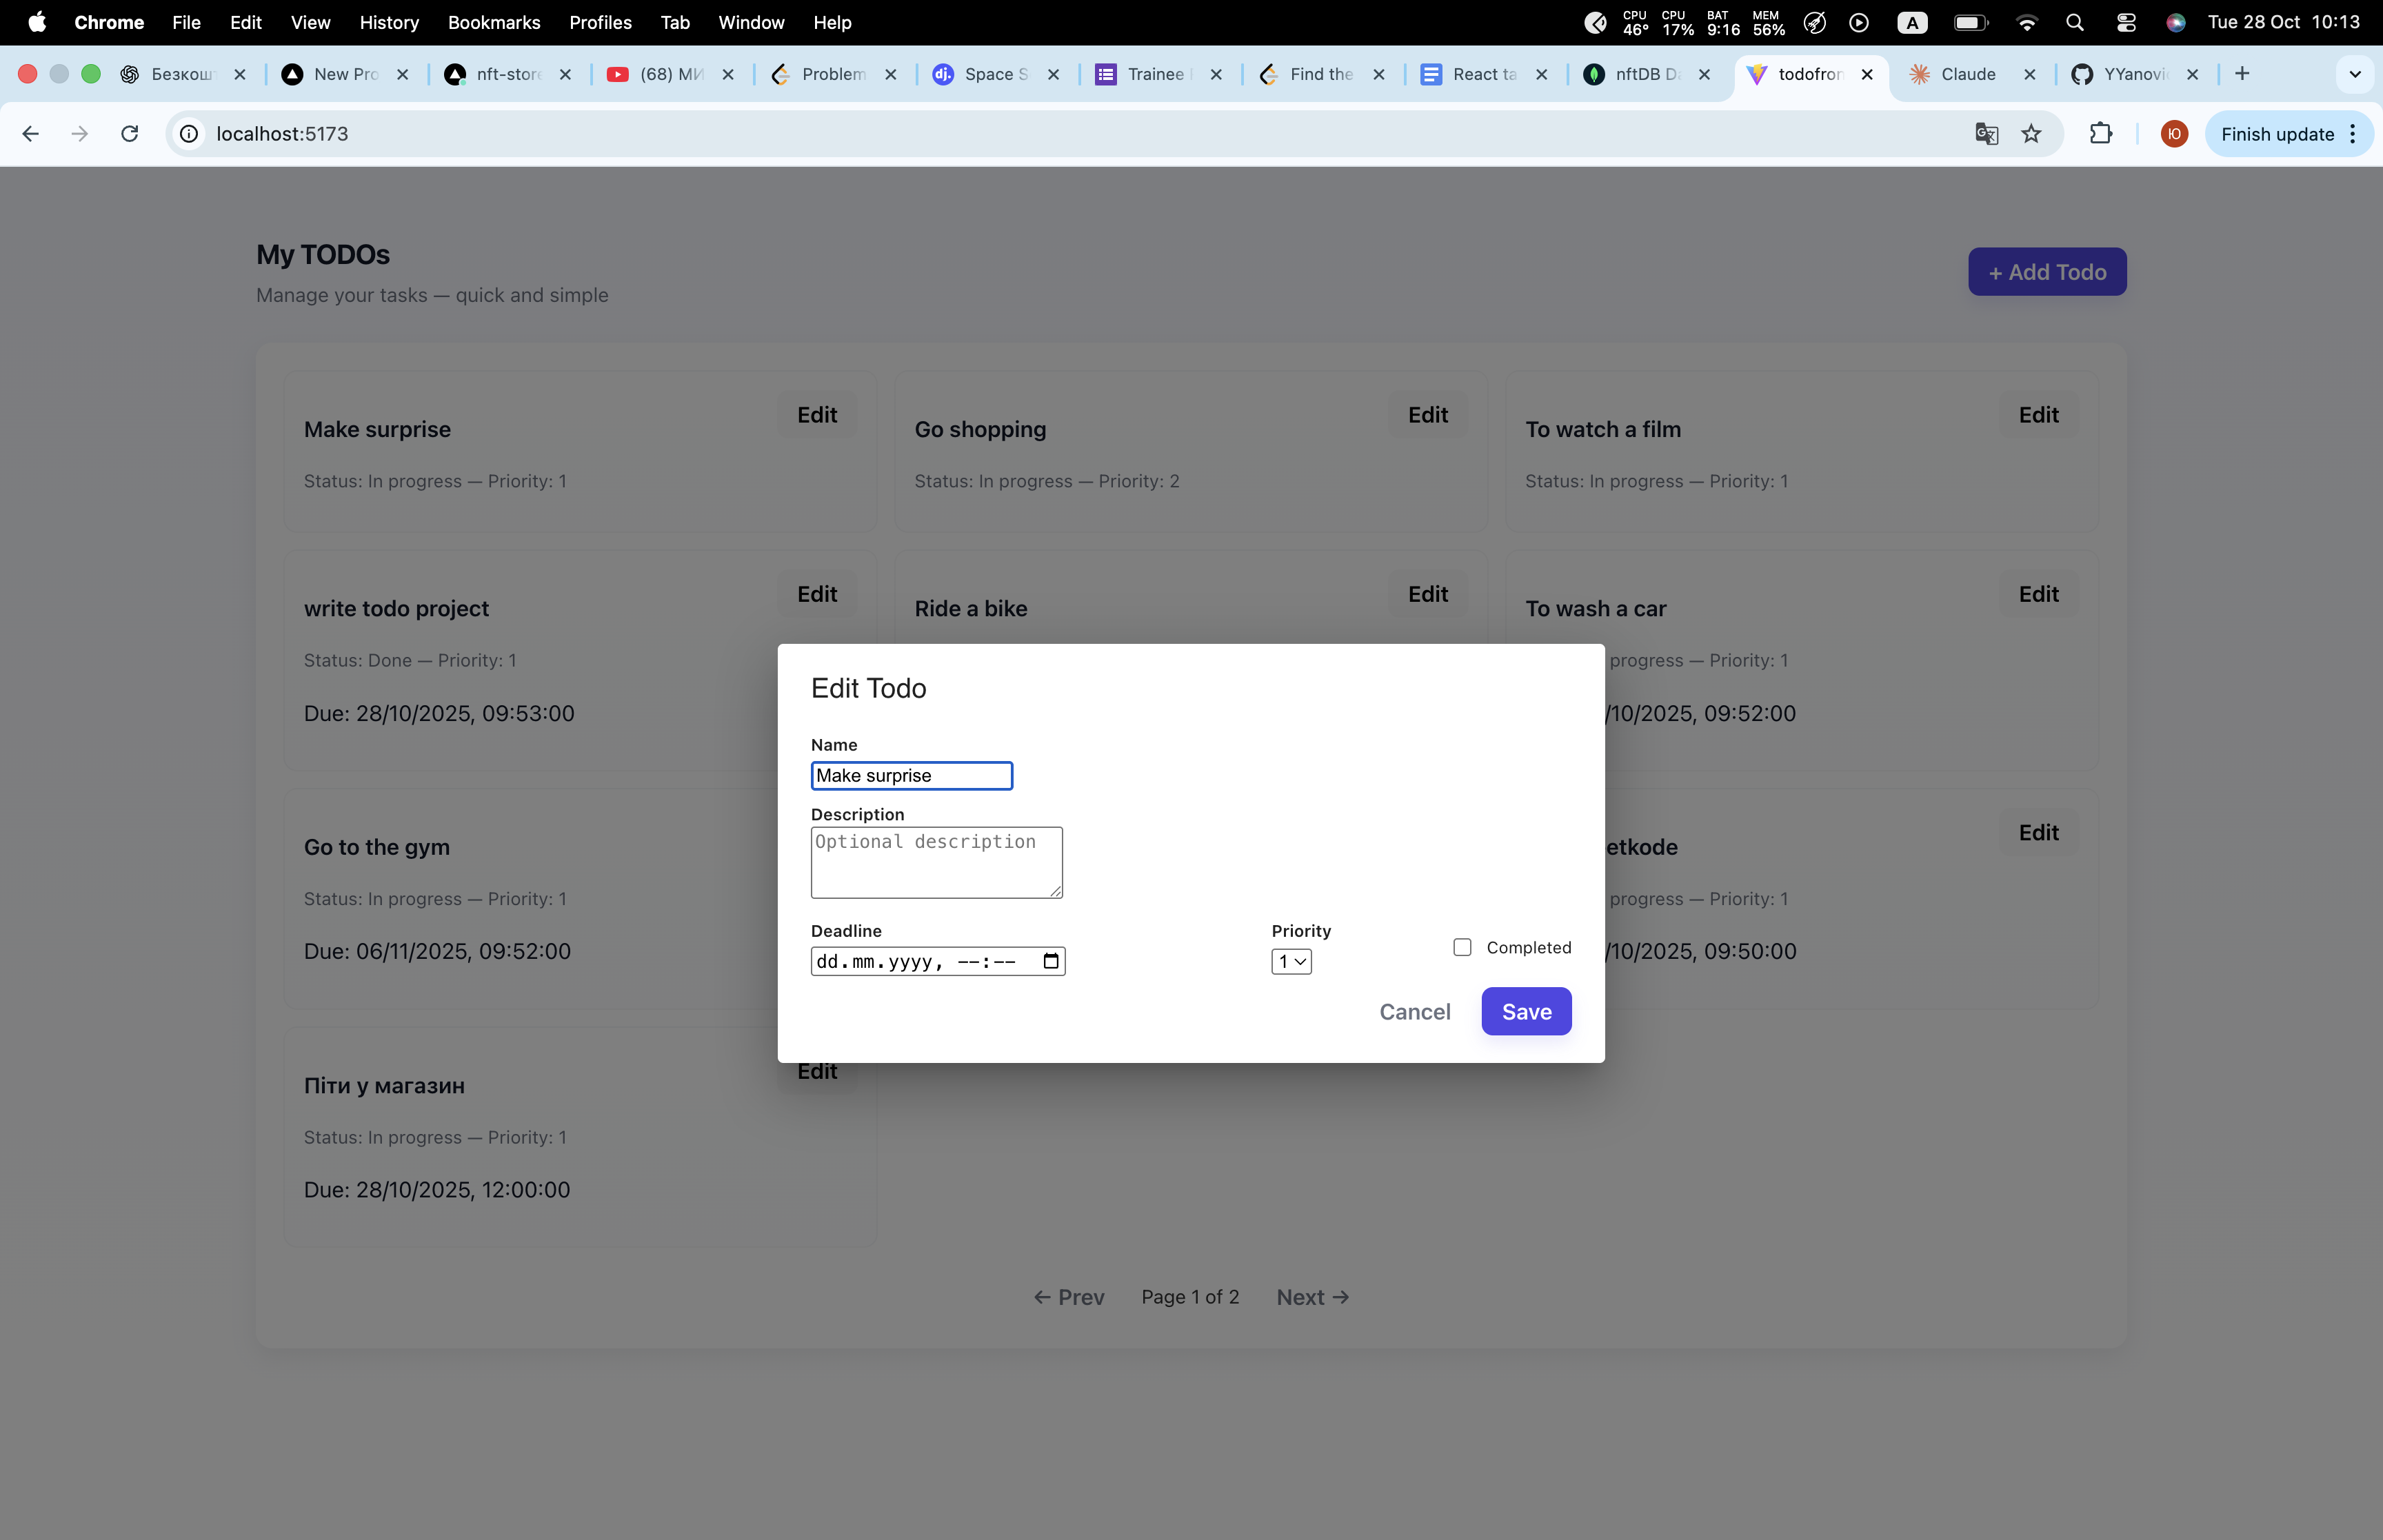 Chrome File Edit View History Bookmarks Profiles Tab Window Help
CPU 46° CPU 17% BAT 9:16 MEM 56% A Tue 28 Oct 10:13
Безкош New Pro nft-store (68) МИ Problem dj. Space S Trainee Find the React ta nftDB D todofron Claude YYanovi
localhost:5173 Ю Finish update
My TODOs
+ Add Todo
Manage your tasks — quick and simple
Make surprise Edit
Status: In progress — Priority: 1
Go shopping Edit
Status: In progress — Priority: 2
To watch a film Edit
Status: In progress — Priority: 1
write todo project Edit
Status: Done — Priority: 1
Due: 28/10/2025, 09:53:00
Ride a bike Edit
To wash a car Edit
progress — Priority: 1
/10/2025, 09:52:00
Go to the gym
Status: In progress — Priority: 1
Due: 06/11/2025, 09:52:00
etkode Edit
progress — Priority: 1
/10/2025, 09:50:00
Піти у магазин Edit
Status: In progress — Priority: 1
Due: 28/10/2025, 12:00:00
Edit Todo
Name
Make surprise
Description
Optional description
Deadline
dd.mm.yyyy, --:--
Priority
1
Completed
Cancel Save
← Prev Page 1 of 2 Next →